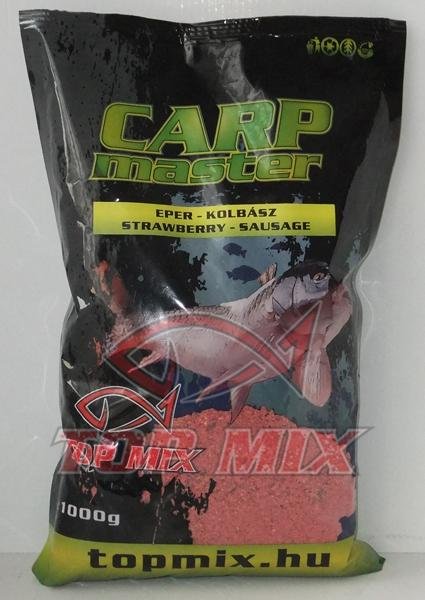 CARP
master
EPER - KOLBÁSZ
STRAWBERRY - SAUSAGE
TOP MIX
TOP MIX
1000g
topmix.hu